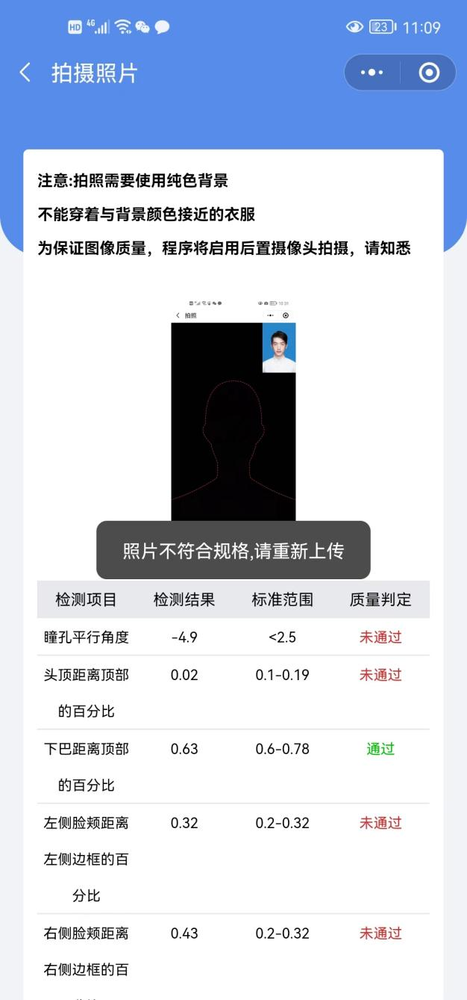 HD 4G 23 11:09
拍摄照片
注意:拍照需要使用纯色背景
不能穿着与背景颜色接近的衣服
为保证图像质量，程序将启用后置摄像头拍摄，请知悉
拍照
照片不符合规格,请重新上传
检测项目 检测结果 标准范围 质量判定
瞳孔平行角度 -4.9 <2.5 未通过
头顶距离顶部 0.02 0.1-0.19 未通过
的百分比
下巴距离顶部 0.63 0.6-0.78 通过
的百分比
左侧脸颊距离 0.32 0.2-0.32 未通过
左侧边框的百
分比
右侧脸颊距离 0.43 0.2-0.32 未通过
右侧边框的百